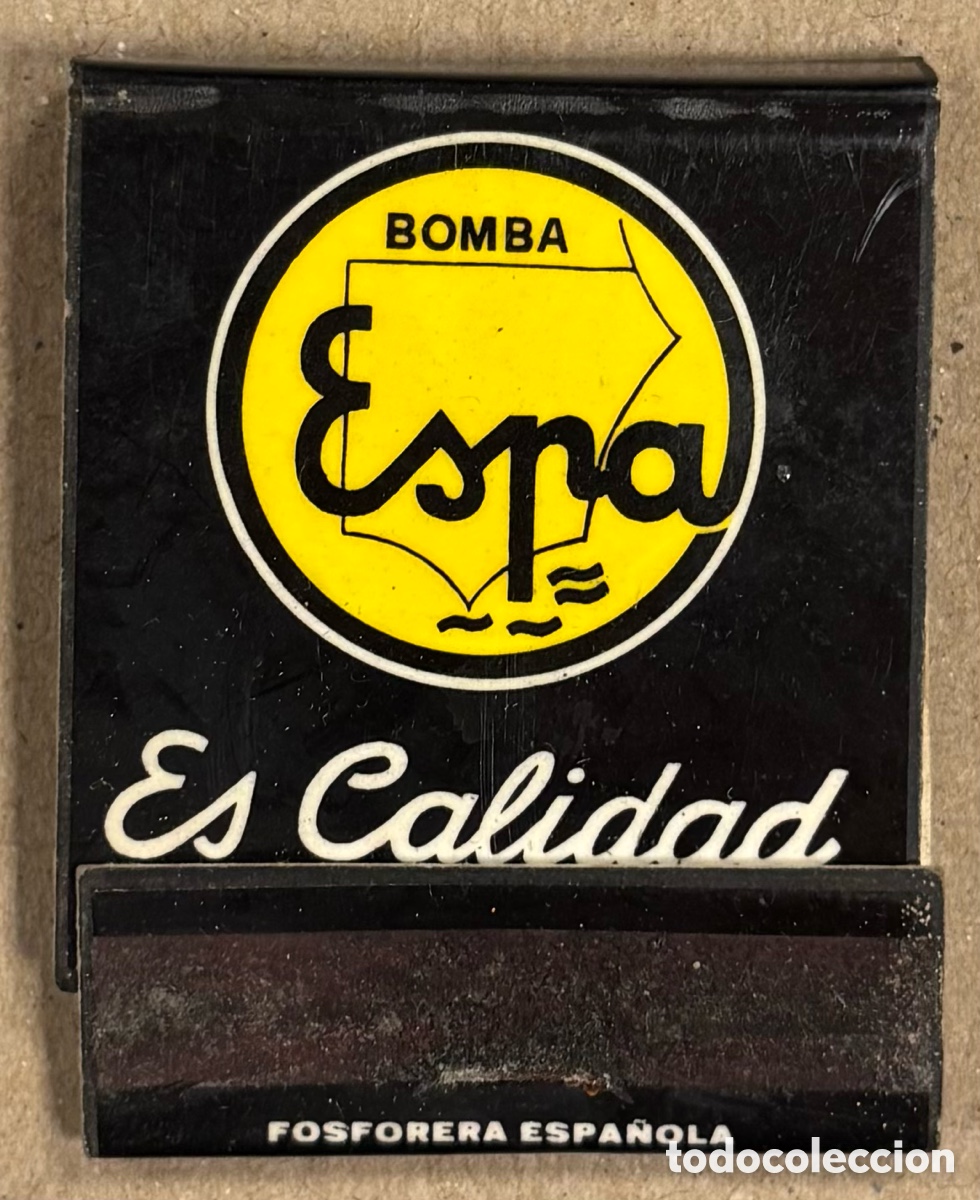 BOMBA
Espa
Es Calidad
FOSFORERA ESPAÑOLA
todocoleccion